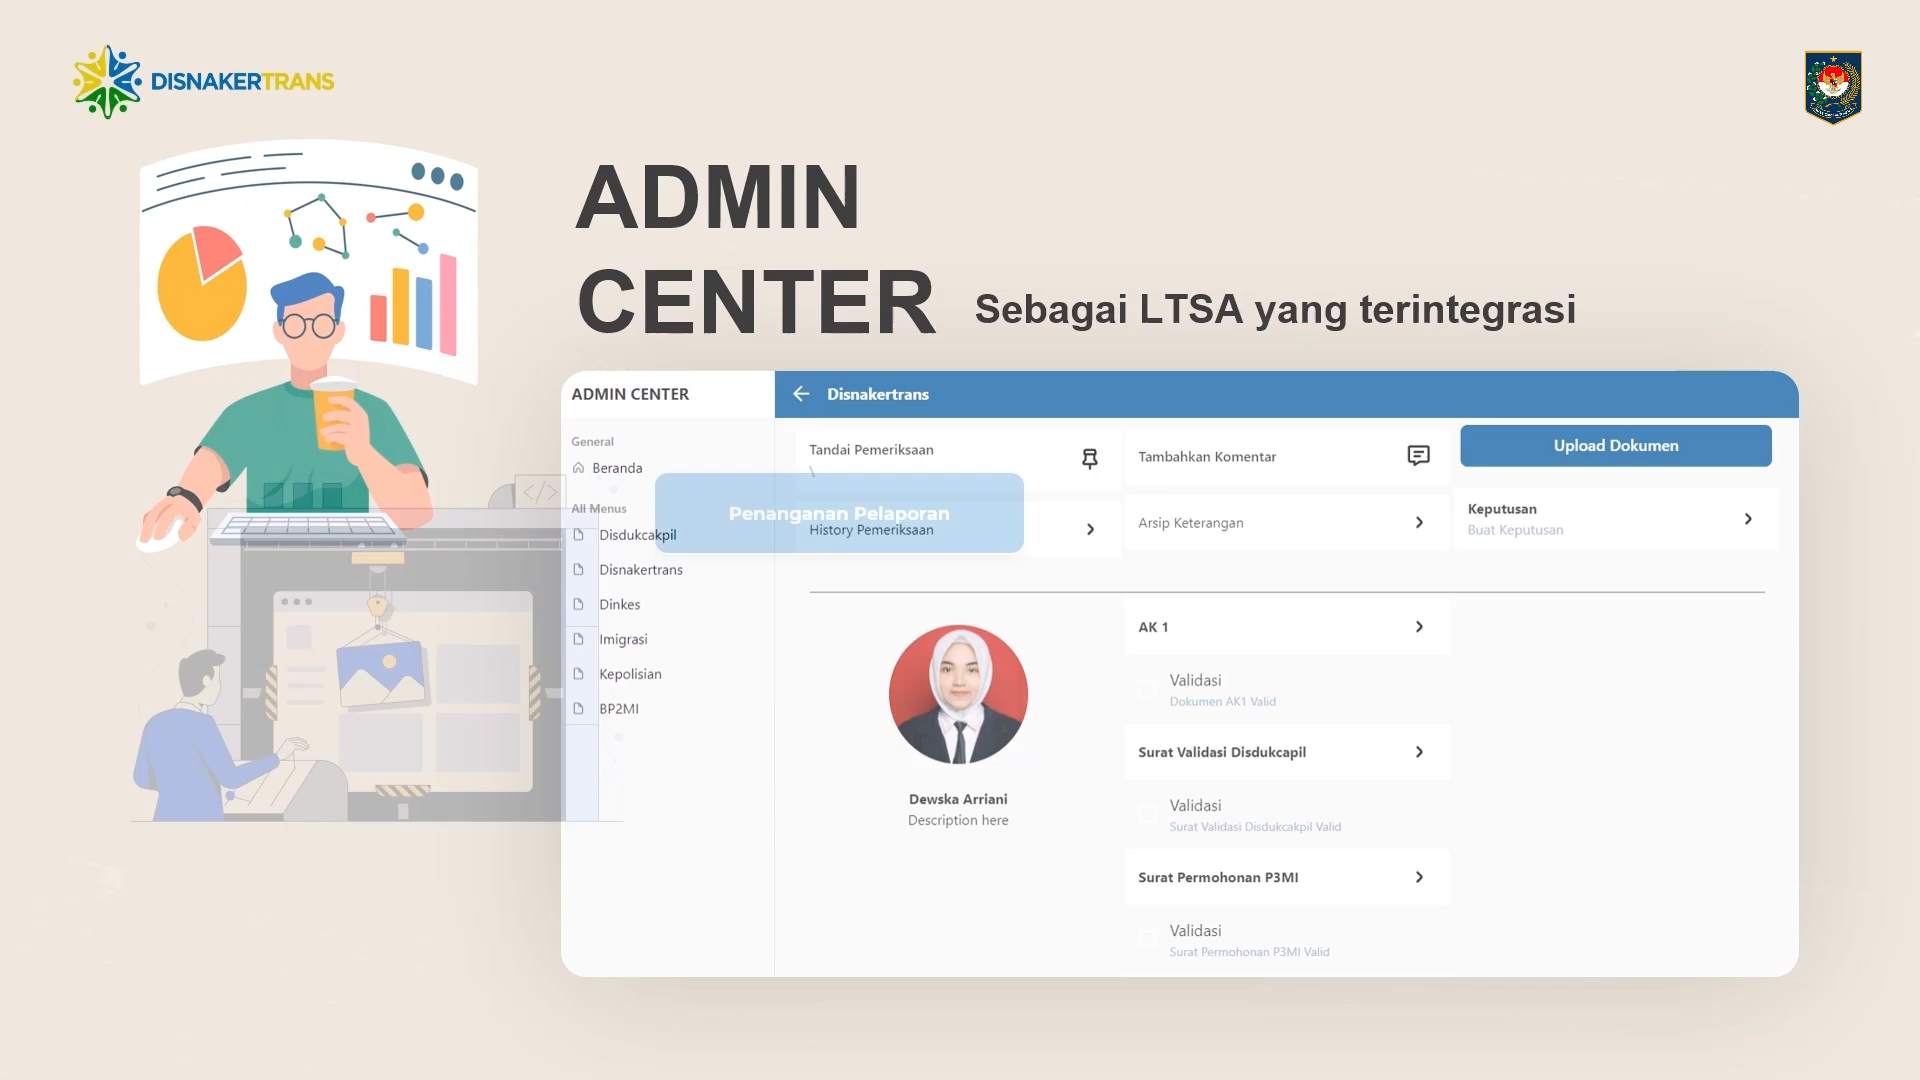 DISNAKERTRANS
ADMIN
CENTER
Sebagai LTSA yang terintegrasi
ADMIN CENTER
Disnakertrans
General
Beranda
All Menus
Disdukcakpil
Disnakertrans
Dinkes
Imigrasi
Kepolisian
BP2MI
Tandai Pemeriksaan
Tambahkan Komentar
Upload Dokumen
Penanganan Pelaporan
History Pemeriksaan
Arsip Keterangan
Keputusan
Buat Keputusan
Dewska Arriani
Description here
AK 1
Validasi
Dokumen AK1 Valid
Surat Validasi Disdukcapil
Validasi
Surat Validasi Disdukcakpil Valid
Surat Permohonan P3MI
Validasi
Surat Permohonan P3MI Valid